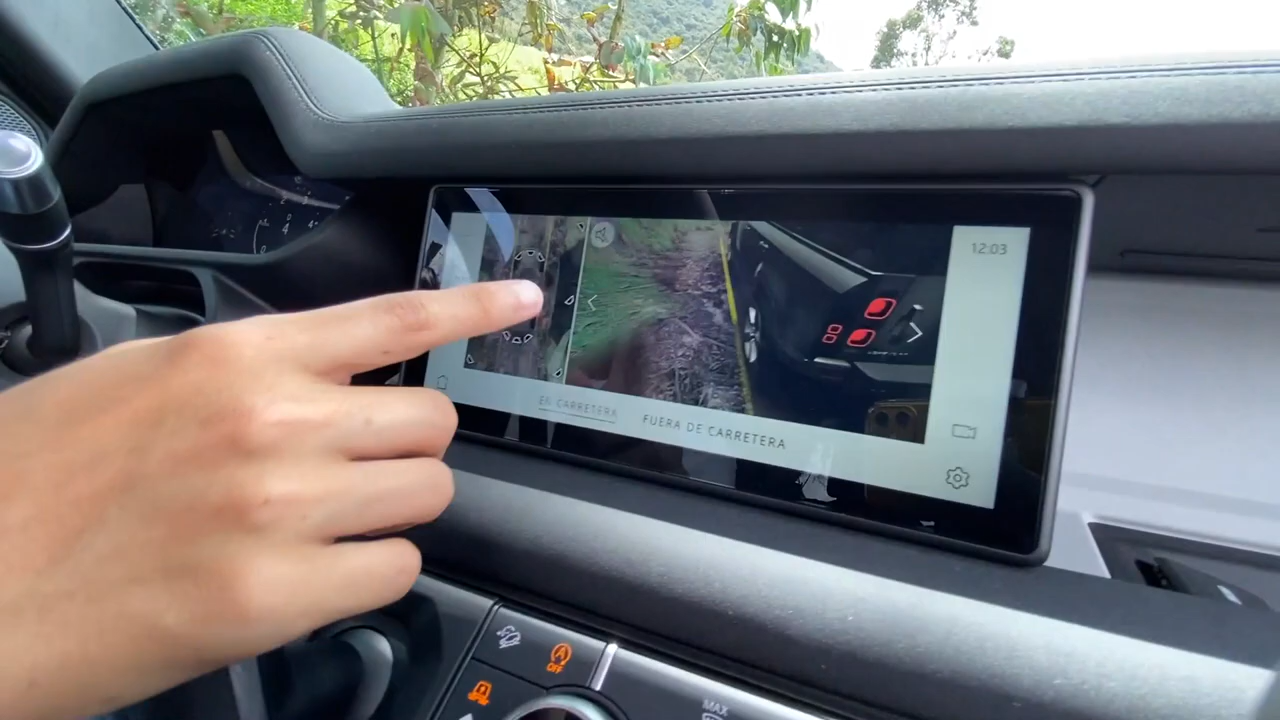 12:03
EN CARRETERA
FUERA DE CARRETERA
A
OFF
MAX